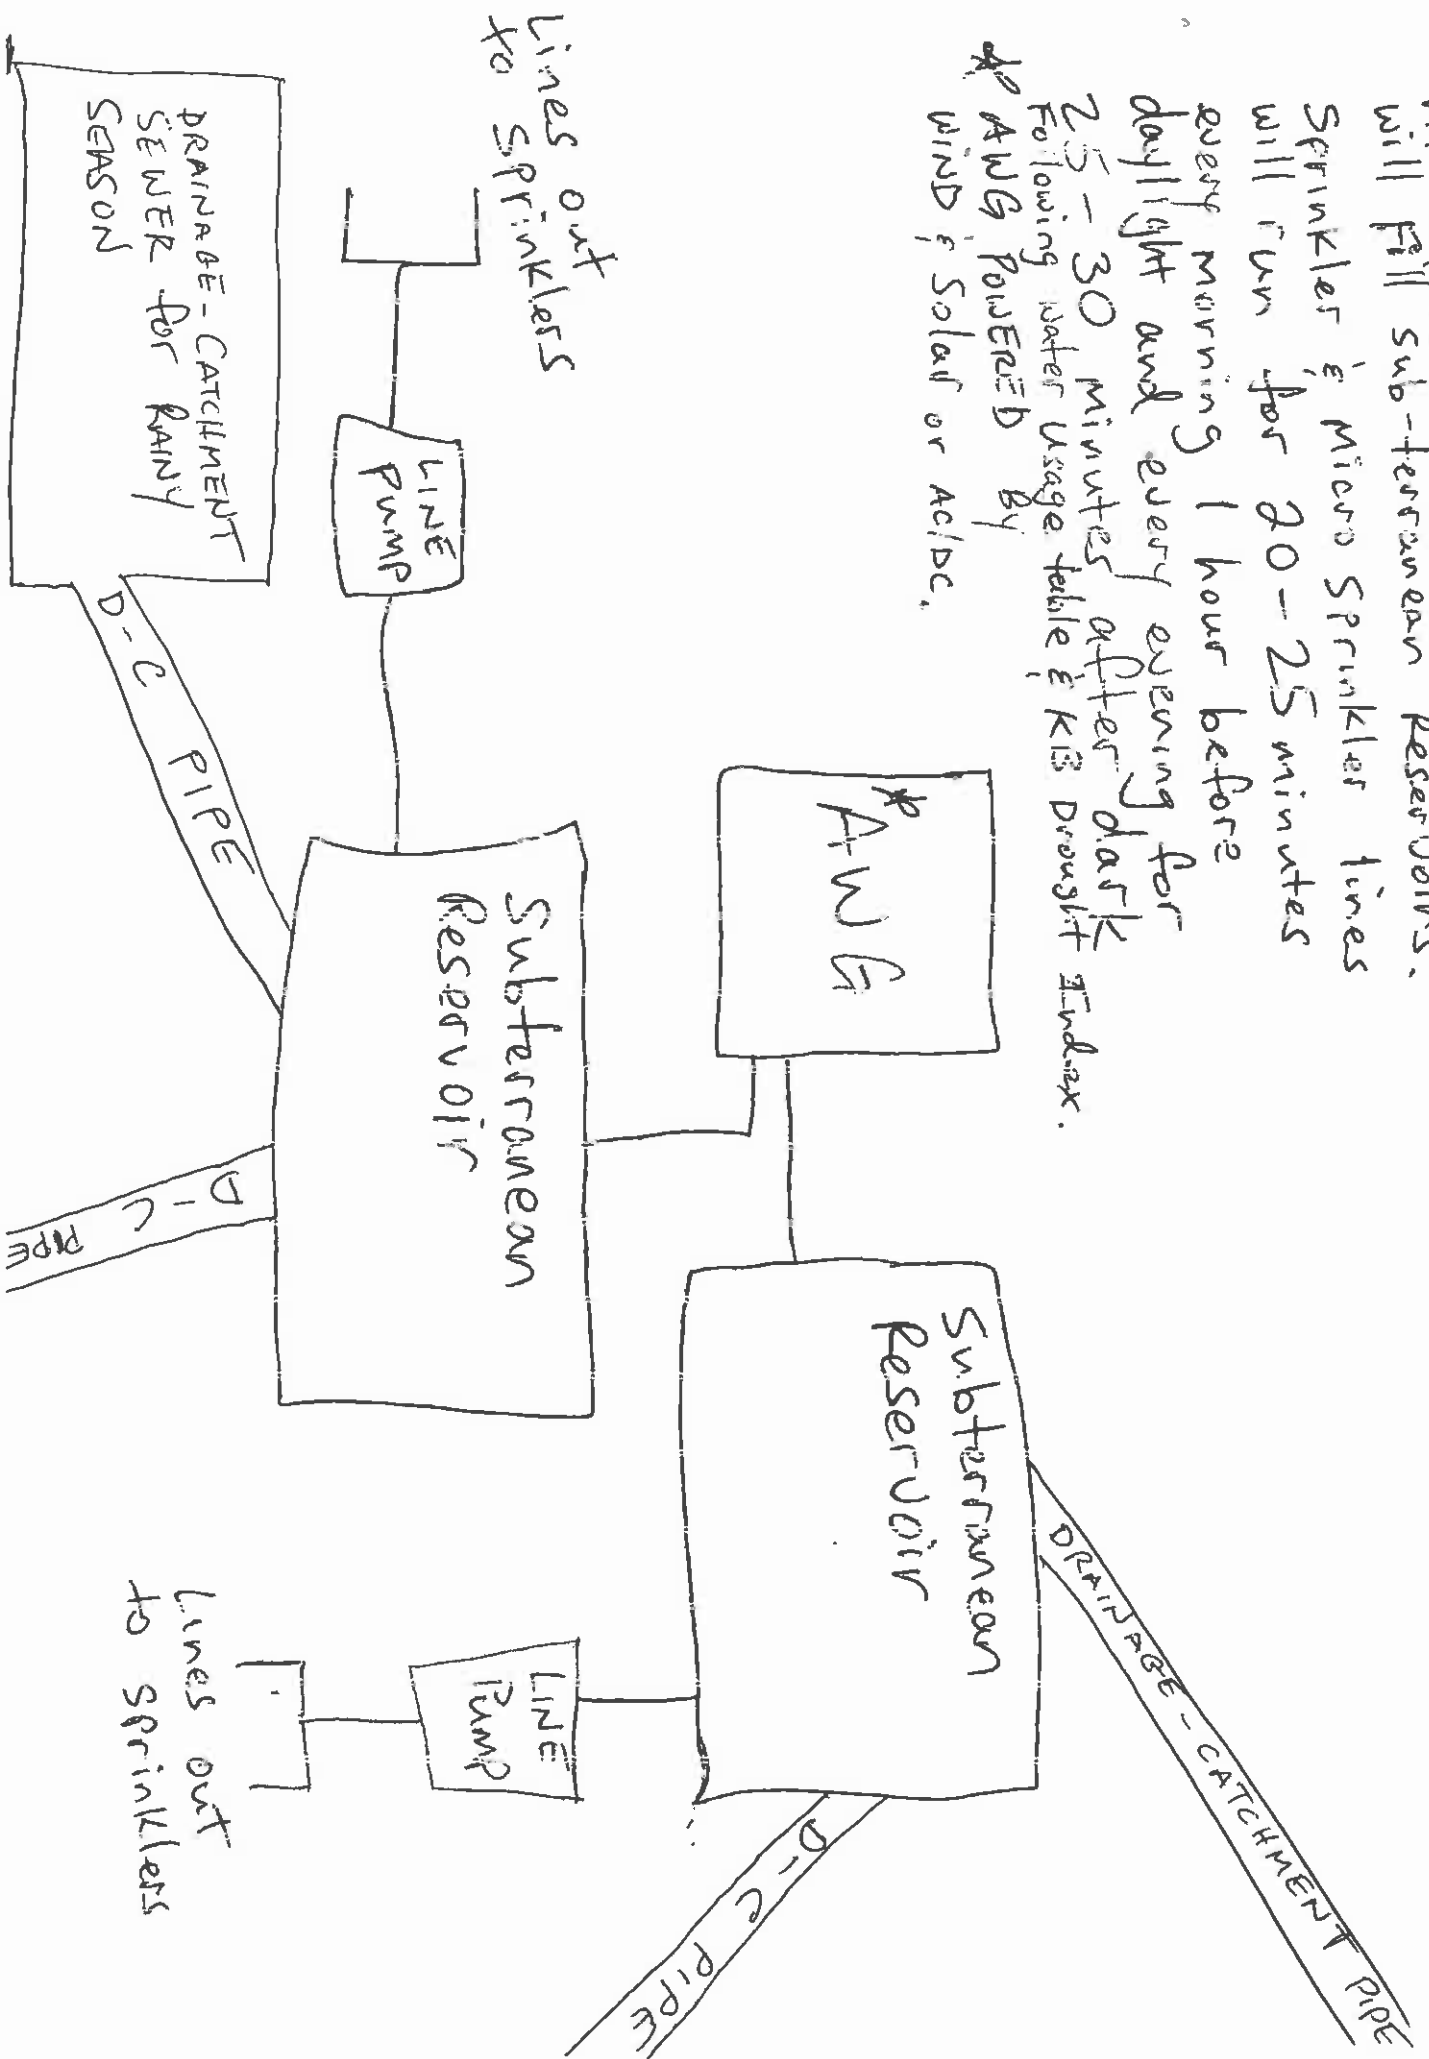 will Fill sub-terranean Reservoirs.
Sprinkler & Micro Sprinkler lines
will run for 20-25 minutes
every morning 1 hour before
daylight and every evening for
25-30 minutes after dark
Following water usage table & KB Drought Index.
* AWG POWERED By
WIND & Solar or AC/DC.
Lines out
to Sprinklers
LINE
Pump
DRAINAGE-CATCHMENT
SEWER for RAINY
SEASON
D-C PIPE
* AWG
Subterranean
Reservoir
D-C PIPE
Subterranean
Reservoir
DRAINAGE-CATCHMENT PIPE
D-C PIPE
LINE
Pump
Lines out
to Sprinklers